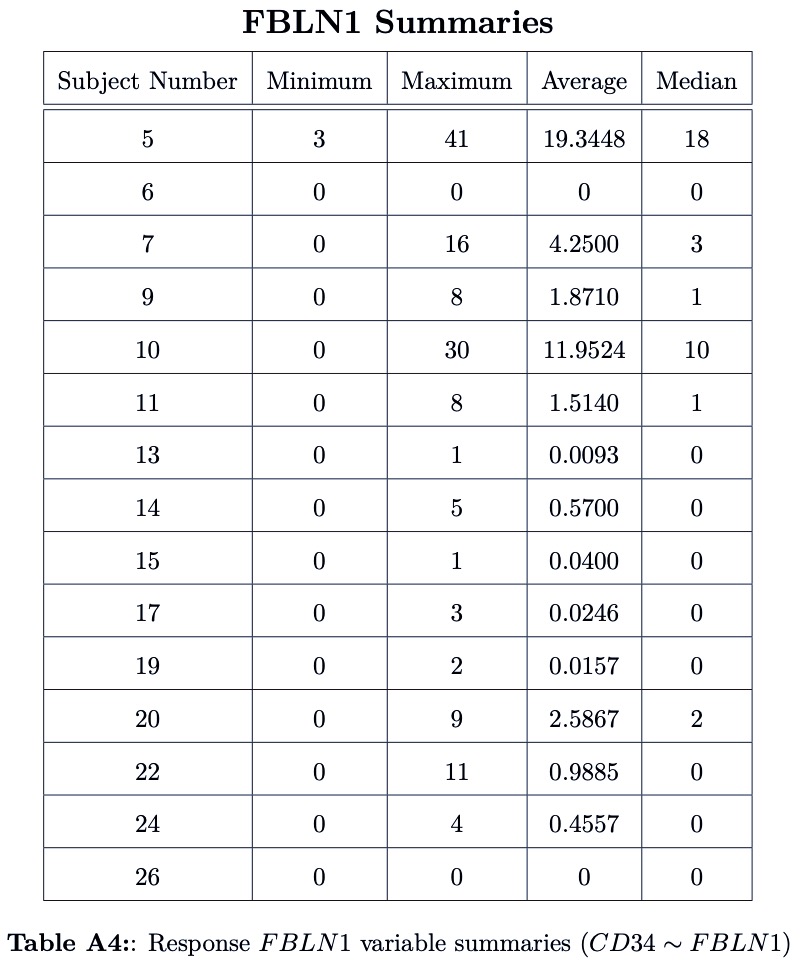 FBLN1 Summaries
Subject Number Minimum Maximum Average Median
5 3 41 19.3448 18
6 0 0 0 0
7 0 16 4.2500 3
9 0 8 1.8710 1
10 0 30 11.9524 10
11 0 8 1.5140 1
13 0 1 0.0093 0
14 0 5 0.5700 0
15 0 1 0.0400 0
17 0 3 0.0246 0
19 0 2 0.0157 0
20 0 9 2.5867 2
22 0 11 0.9885 0
24 0 4 0.4557 0
26 0 0 0 0
Table A4:: Response FBLN1 variable summaries (CD34 ∼ FBLN1)